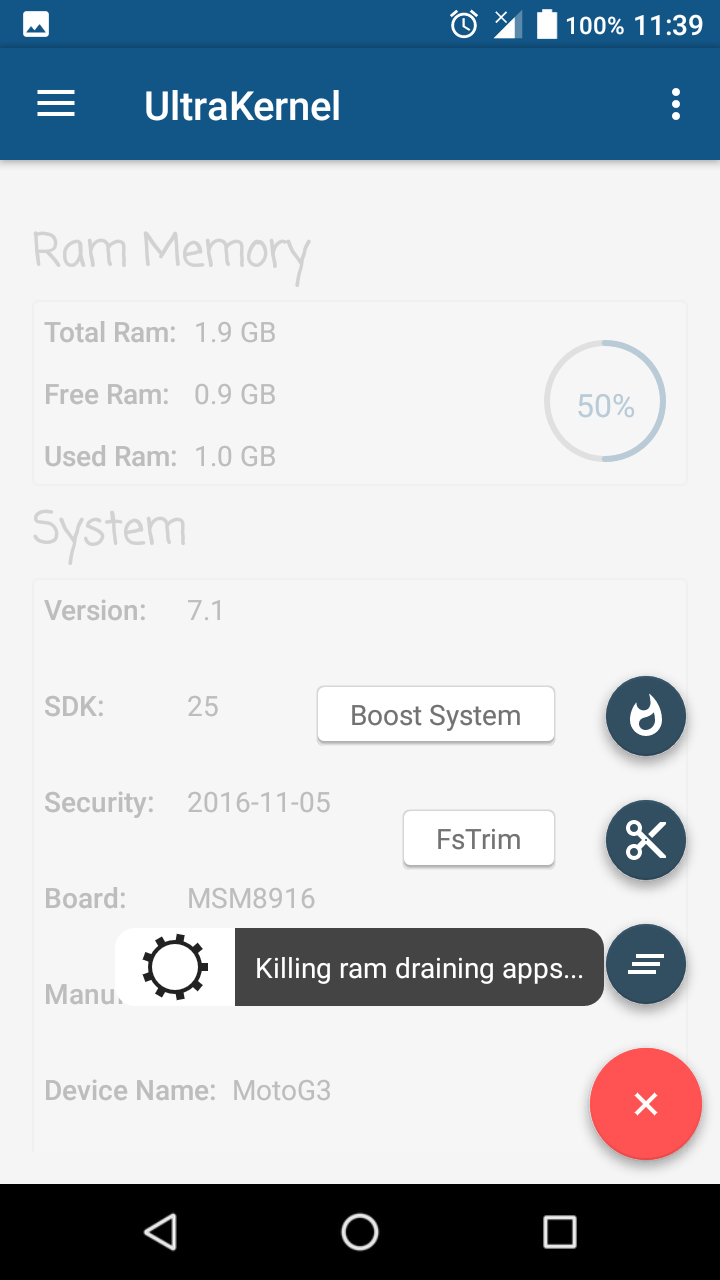 100% 11:39
UltraKernel
Ram Memory
Total Ram: 1.9 GB
Free Ram: 0.9 GB
50%
Used Ram: 1.0 GB
System
Version: 7.1
SDK: 25
Boost System
Security: 2016-11-05
FsTrim
Board: MSM8916
Killing ram draining apps...
Device Name: MotoG3